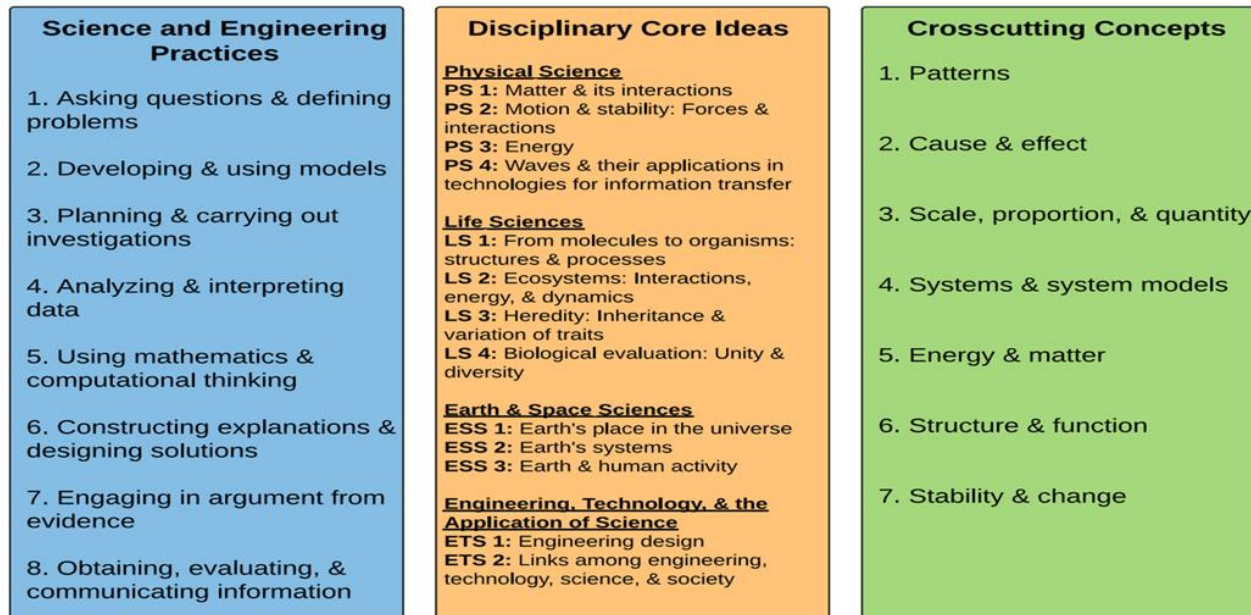 Science and Engineering
Practices
1. Asking questions & defining
problems
2. Developing & using models
3. Planning & carrying out
investigations
4. Analyzing & interpreting
data
5. Using mathematics &
computational thinking
6. Constructing explanations &
designing solutions
7. Engaging in argument from
evidence
8. Obtaining, evaluating, &
communicating information
Disciplinary Core Ideas
Physical Science
PS 1: Matter & its interactions
PS 2: Motion & stability: Forces &
interactions
PS 3: Energy
PS 4: Waves & their applications in
technologies for information transfer
Life Sciences
LS 1: From molecules to organisms:
structures & processes
LS 2: Ecosystems: Interactions,
energy, & dynamics
LS 3: Heredity: Inheritance &
variation of traits
LS 4: Biological evaluation: Unity &
diversity
Earth & Space Sciences
ESS 1: Earth's place in the universe
ESS 2: Earth's systems
ESS 3: Earth & human activity
Engineering, Technology, & the
Application of Science
ETS 1: Engineering design
ETS 2: Links among engineering,
technology, science, & society
Crosscutting Concepts
1. Patterns
2. Cause & effect
3. Scale, proportion, & quantity
4. Systems & system models
5. Energy & matter
6. Structure & function
7. Stability & change